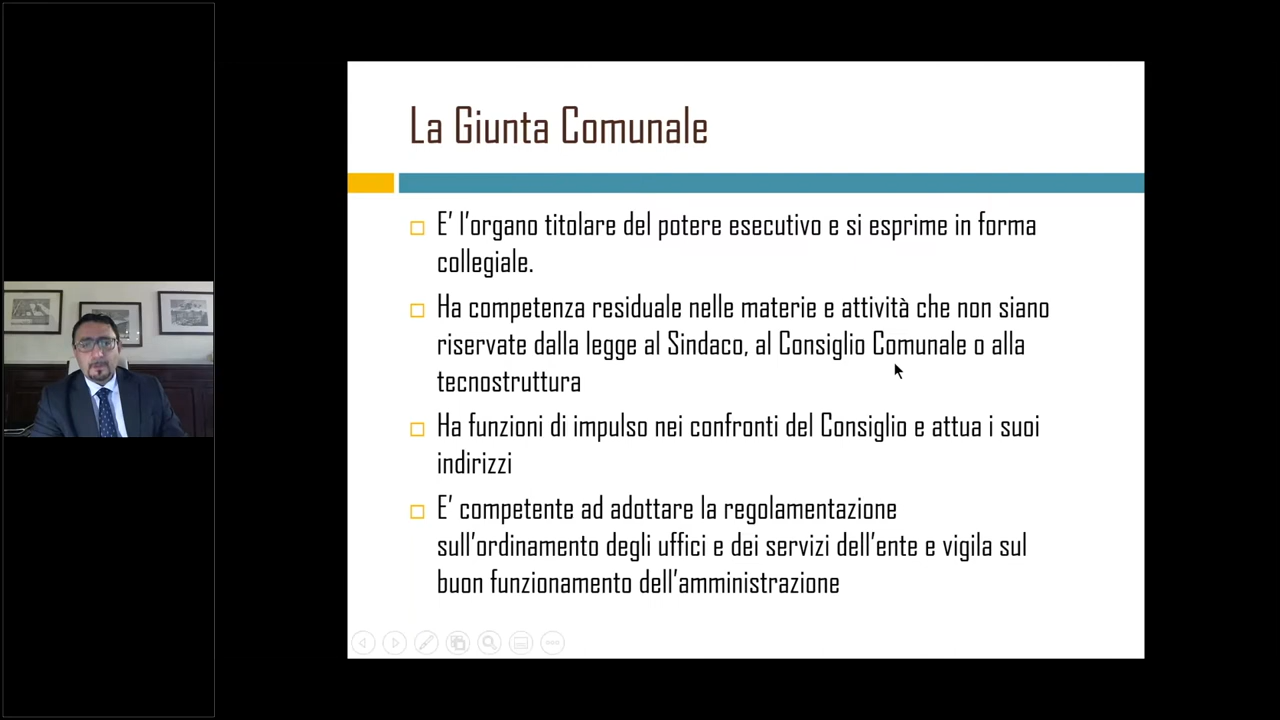 La Giunta Comunale
E' l'organo titolare del potere esecutivo e si esprime in forma
collegiale.
Ha competenza residuale nelle materie e attività che non siano
riservate dalla legge al Sindaco, al Consiglio Comunale o alla
tecnostruttura
Ha funzioni di impulso nei confronti del Consiglio e attua i suoi
indirizzi
E' competente ad adottare la regolamentazione
sull'ordinamento degli uffici e dei servizi dell'ente e vigila sul
buon funzionamento dell'amministrazione